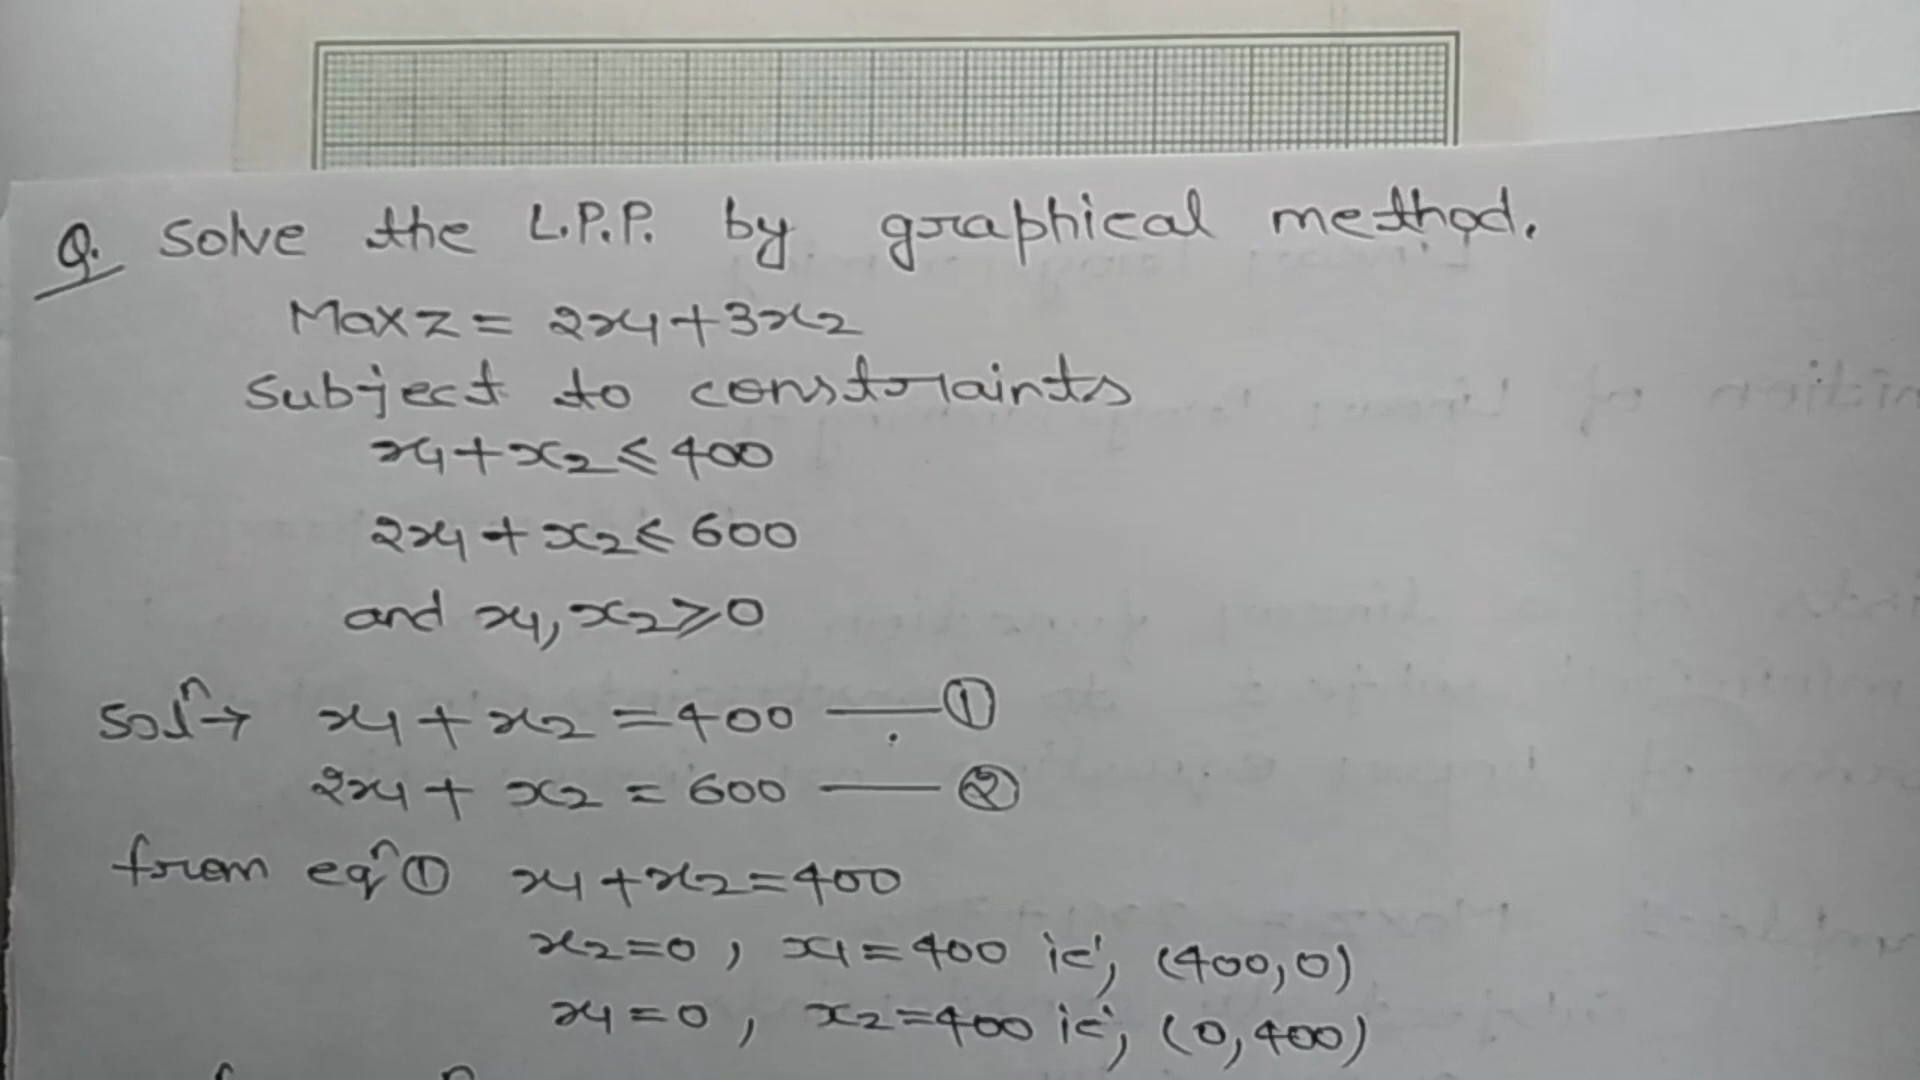 Q. Solve the L.P.P. by graphical method.
Max z = 2x1 + 3x2
Subject to constraints
x1 + x2 ≤ 400
2x1 + x2 ≤ 600
and x1, x2 ≥ 0
Solⁿ→ x1 + x2 = 400 —— ①
2x1 + x2 = 600 —— ②
from eqⁿ ① x1 + x2 = 400
x2 = 0, x1 = 400 ie', (400,0)
x1 = 0, x2 = 400 ie', (0,400)